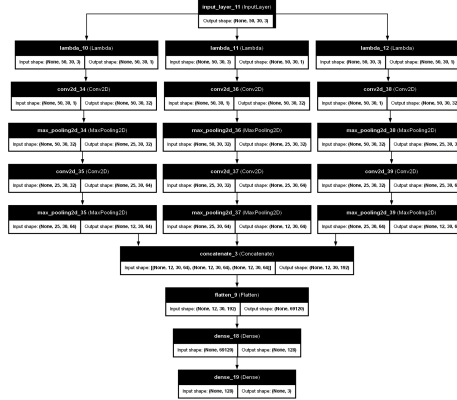 input_layer_11 (InputLayer)
Output shape: (None, 50, 30, 3)
lambda_10 (Lambda) lambda_11 (Lambda) lambda_12 (Lambda)
Input shape: (None, 50, 30, 3) Output shape: (None, 50, 30, 1) Input shape: (None, 50, 30, 3) Output shape: (None, 50, 30, 1) Input shape: (None, 50, 30, 3) Output shape: (None, 50, 30, 1)
conv2d_34 (Conv2D) conv2d_36 (Conv2D) conv2d_38 (Conv2D)
Input shape: (None, 50, 30, 1) Output shape: (None, 50, 30, 32) Input shape: (None, 50, 30, 1) Output shape: (None, 50, 30, 32) Input shape: (None, 50, 30, 1) Output shape: (None, 50, 30, 32
max_pooling2d_34 (MaxPooling2D) max_pooling2d_36 (MaxPooling2D) max_pooling2d_38 (MaxPooling2D)
Input shape: (None, 50, 30, 32) Output shape: (None, 25, 30, 32) Input shape: (None, 50, 30, 32) Output shape: (None, 25, 30, 32) Input shape: (None, 50, 30, 32) Output shape: (None, 25, 30, 3
conv2d_35 (Conv2D) conv2d_37 (Conv2D) conv2d_39 (Conv2D)
Input shape: (None, 25, 30, 32) Output shape: (None, 25, 30, 64) Input shape: (None, 25, 30, 32) Output shape: (None, 25, 30, 64) Input shape: (None, 25, 30, 32) Output shape: (None, 25, 30, 6
max_pooling2d_35 (MaxPooling2D) max_pooling2d_37 (MaxPooling2D) max_pooling2d_39 (MaxPooling2D)
Input shape: (None, 25, 30, 64) Output shape: (None, 12, 30, 64) Input shape: (None, 25, 30, 64) Output shape: (None, 12, 30, 64) Input shape: (None, 25, 30, 64) Output shape: (None, 12, 30, 6
concatenate_3 (Concatenate)
Input shape: [(None, 12, 30, 64), (None, 12, 30, 64), (None, 12, 30, 64)] Output shape: (None, 12, 30, 192)
flatten_9 (Flatten)
Input shape: (None, 12, 30, 192) Output shape: (None, 69120)
dense_18 (Dense)
Input shape: (None, 69120) Output shape: (None, 128)
dense_19 (Dense)
Input shape: (None, 128) Output shape: (None, 3)